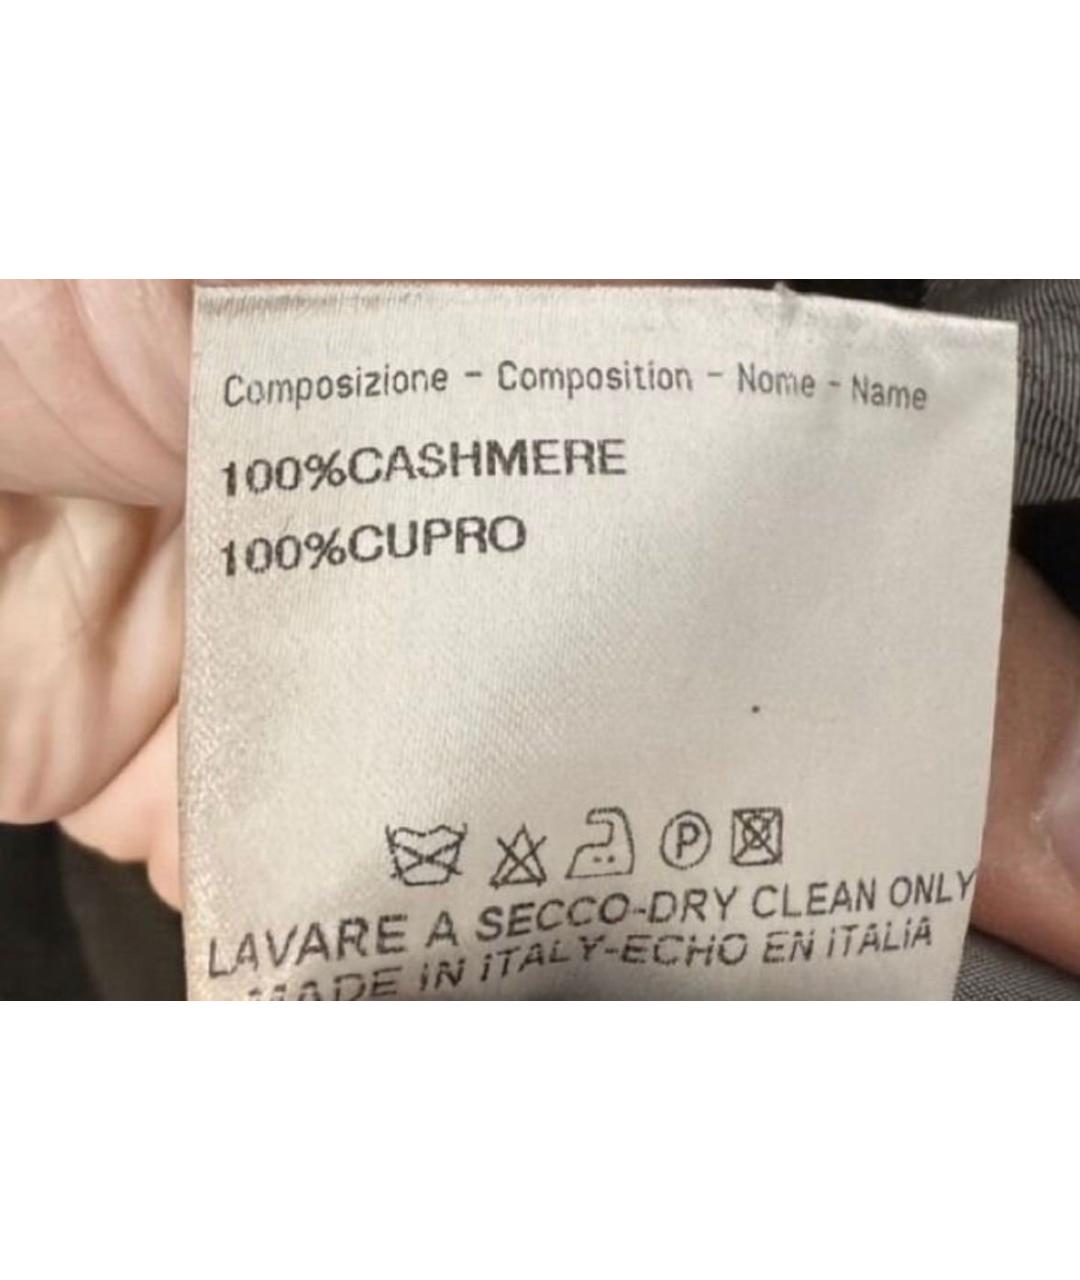 Composizione - Composition - Nome - Name
100%CASHMERE
100%CUPRO
P
LAVARE A SECCO-DRY CLEAN ONLY
MADE IN ITALY-ECHO EN ITALIA